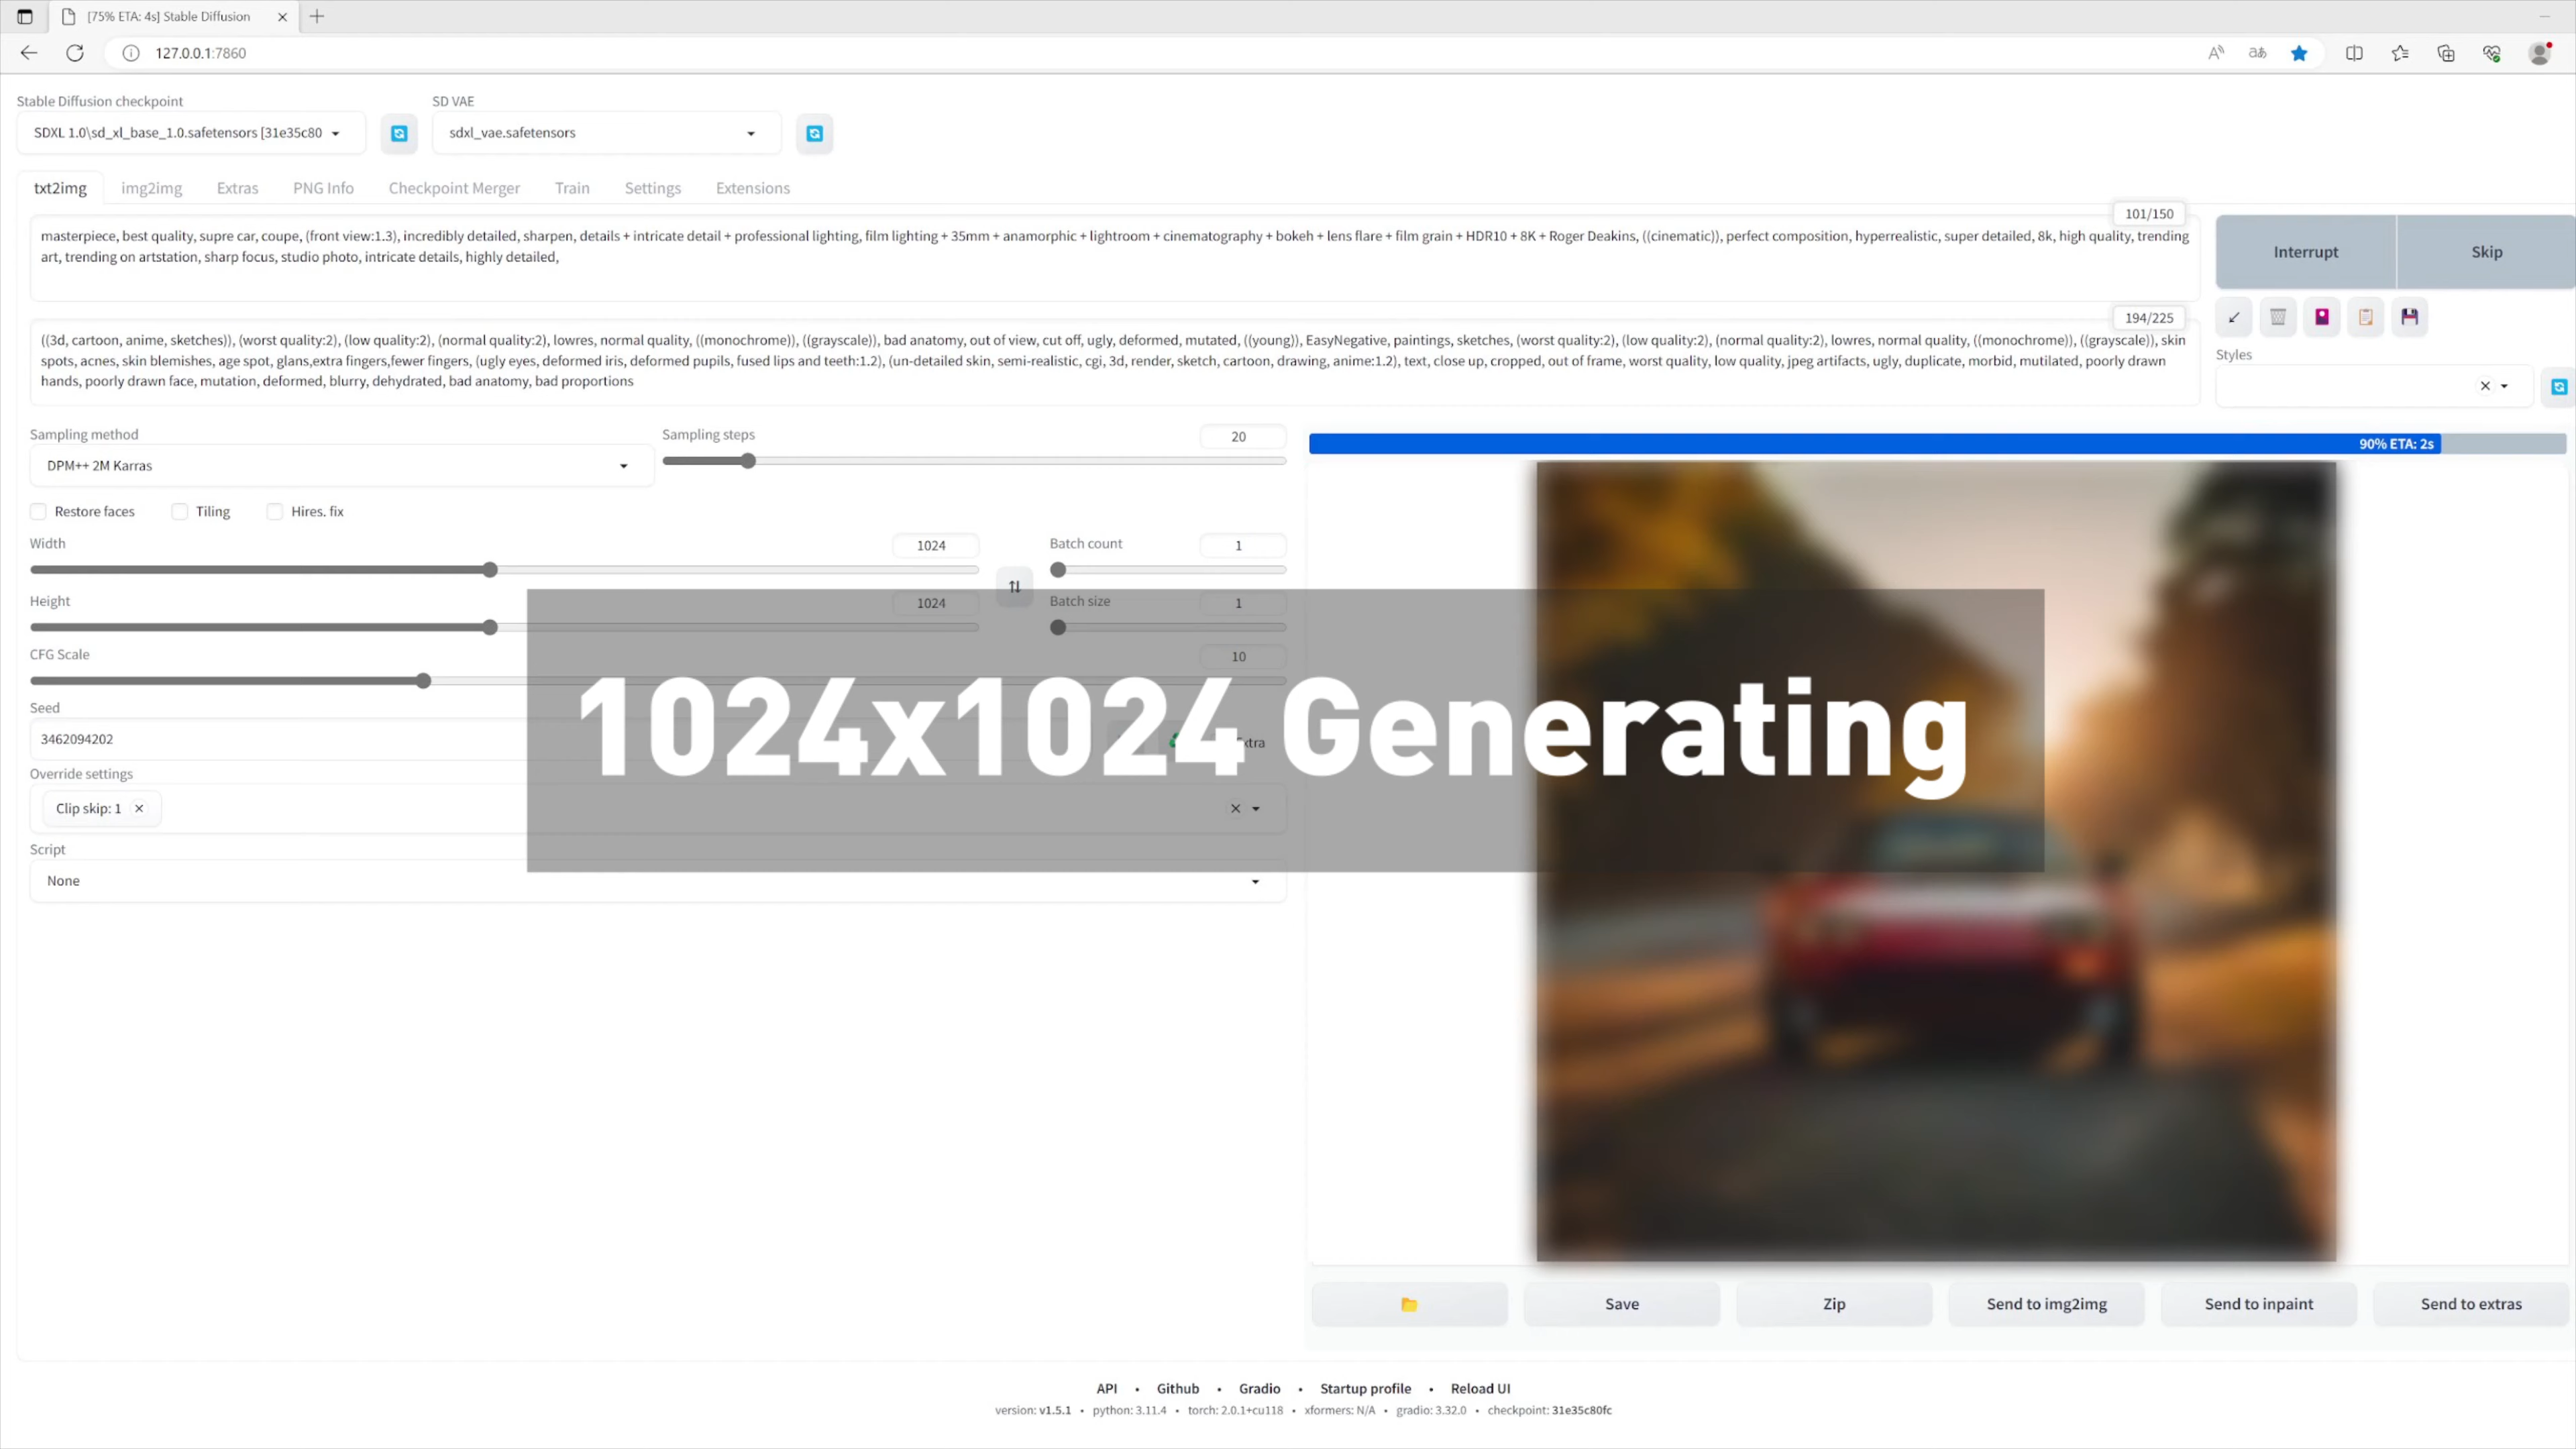 [75% ETA: 4s] Stable Diffusion
127.0.0.1:7860
Stable Diffusion checkpoint
SD VAE
SDXL 1.0\sd_xl_base_1.0.safetensors [31e35c80
sdxl_vae.safetensors
txt2img
img2img
Extras
PNG Info
Checkpoint Merger
Train
Settings
Extensions
101/150
masterpiece, best quality, supre car, coupe, (front view:1.3), incredibly detailed, sharpen, details + intricate detail + professional lighting, film lighting + 35mm + anamorphic + lightroom + cinematography + bokeh + lens flare + film grain + HDR10 + 8K + Roger Deakins, ((cinematic)), perfect composition, hyperrealistic, super detailed, 8k, high quality, trending
art, trending on artstation, sharp focus, studio photo, intricate details, highly detailed,
Interrupt
Skip
194/225
((3d, cartoon, anime, sketches)), (worst quality:2), (low quality:2), (normal quality:2), lowres, normal quality, ((monochrome)), ((grayscale)), bad anatomy, out of view, cut off, ugly, deformed, mutated, ((young)), EasyNegative, paintings, sketches, (worst quality:2), (low quality:2), (normal quality:2), lowres, normal quality, ((monochrome)), ((grayscale)), skin
spots, acnes, skin blemishes, age spot, glans,extra fingers,fewer fingers, (ugly eyes, deformed iris, deformed pupils, fused lips and teeth:1.2), (un-detailed skin, semi-realistic, cgi, 3d, render, sketch, cartoon, drawing, anime:1.2), text, close up, cropped, out of frame, worst quality, low quality, jpeg artifacts, ugly, duplicate, morbid, mutilated, poorly drawn
hands, poorly drawn face, mutation, deformed, blurry, dehydrated, bad anatomy, bad proportions
Styles
Sampling method
DPM++ 2M Karras
Sampling steps
20
90% ETA: 2s
Restore faces
Tiling
Hires. fix
Width
1024
Batch count
1
Height
1024
Batch size
1
CFG Scale
10
1024x1024 Generating
Seed
3462094202
Override settings
Clip skip: 1
Script
None
Save
Zip
Send to img2img
Send to inpaint
Send to extras
API • Github • Gradio • Startup profile • Reload UI
version: v1.5.1 • python: 3.11.4 • torch: 2.0.1+cu118 • xformers: N/A • gradio: 3.32.0 • checkpoint: 31e35c80fc